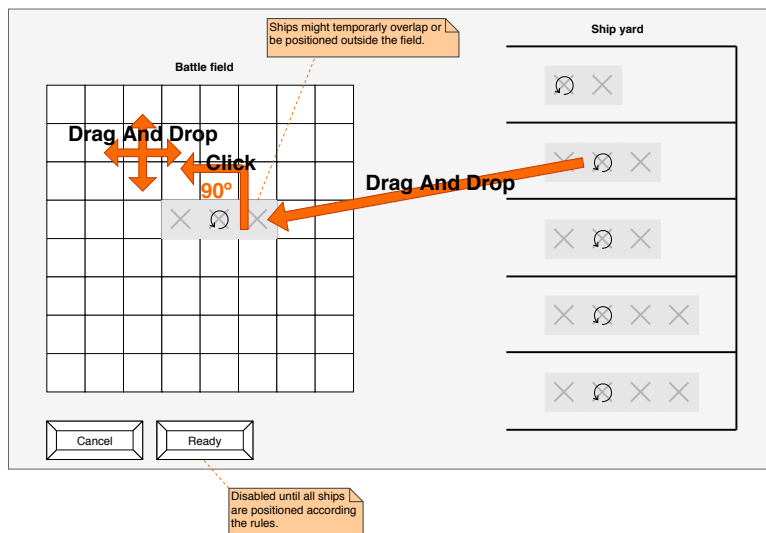 Ships might temporarly overlap or
be positioned outside the field.
Ship yard
Battle field
Drag And Drop
Click
90°
Drag And Drop
Cancel
Ready
Disabled until all ships
are positioned according
the rules.